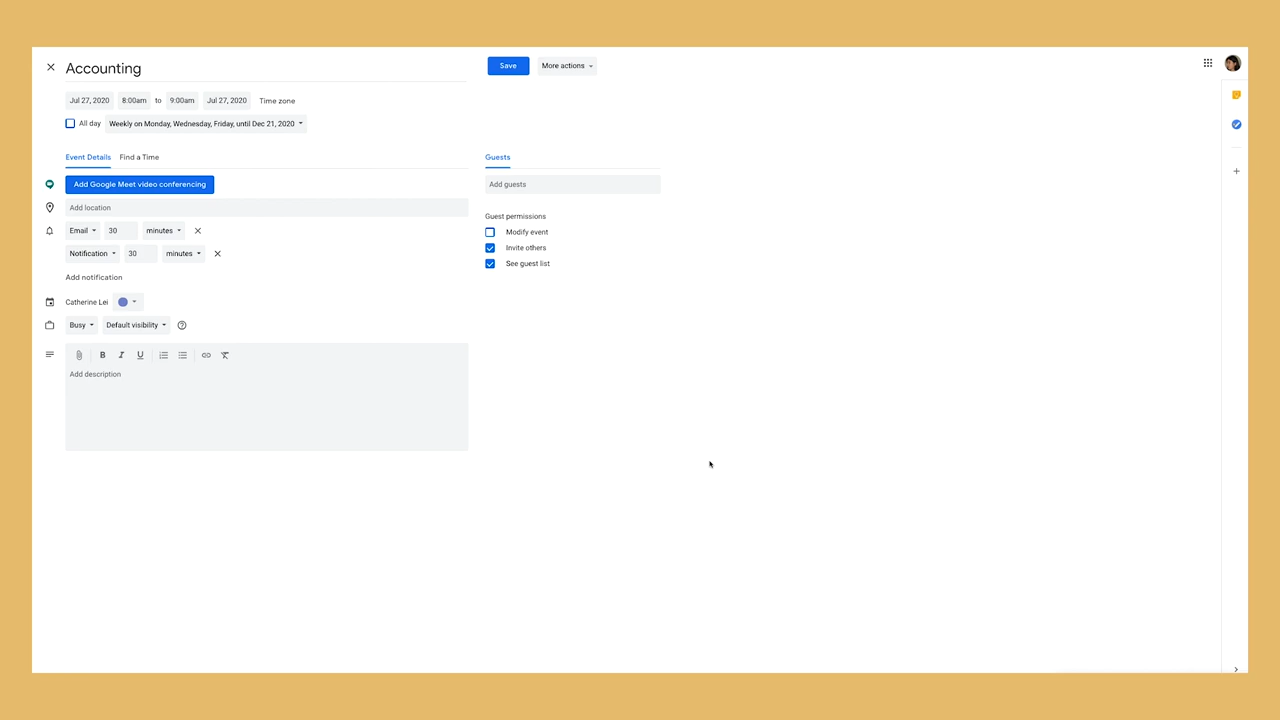 Accounting
Save
More actions
Jul 27, 2020 8:00am to 9:00am Jul 27, 2020 Time zone
All day Weekly on Monday, Wednesday, Friday, until Dec 21, 2020
Event Details Find a Time
Guests
Add Google Meet video conferencing
Add guests
Add location
Guest permissions
Email 30 minutes
Modify event
Invite others
Notification 30 minutes
See guest list
Add notification
Catherine Lei
Busy Default visibility
B I U
Add description